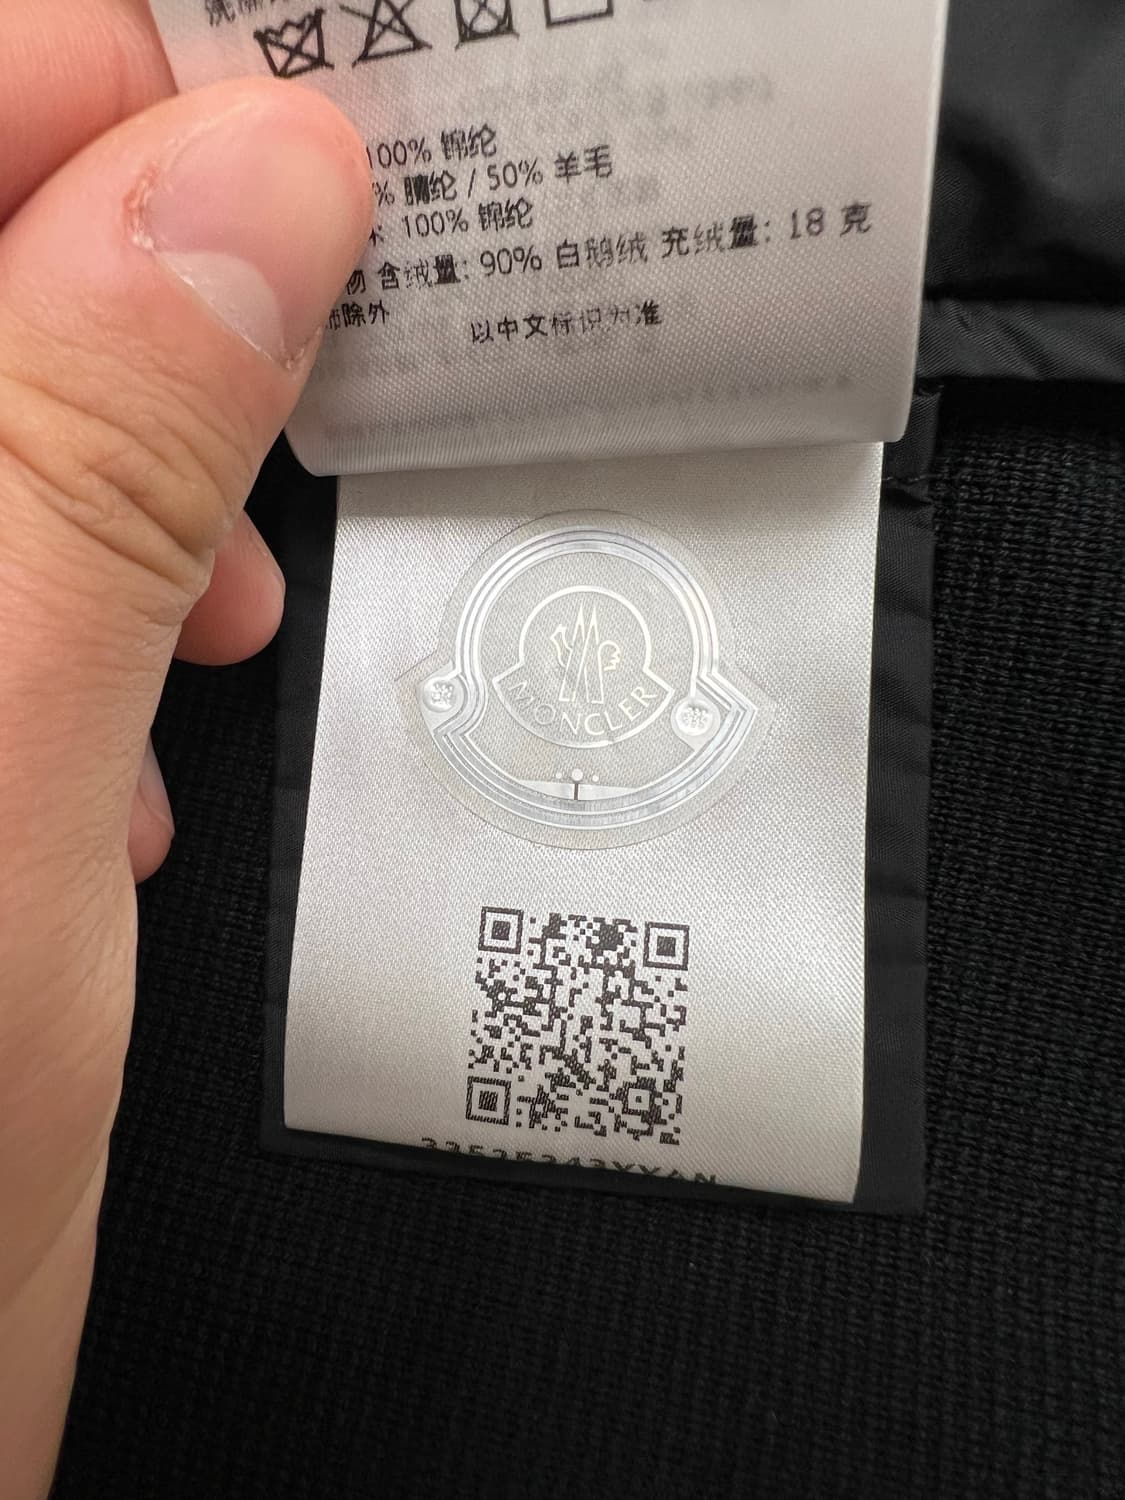 100% 锦纶
% 腈纶 / 50% 羊毛
100% 锦纶
物 含绒量: 90% 白鹅绒 充绒量: 18 克
饰除外
以中文标识为准
MONCLER